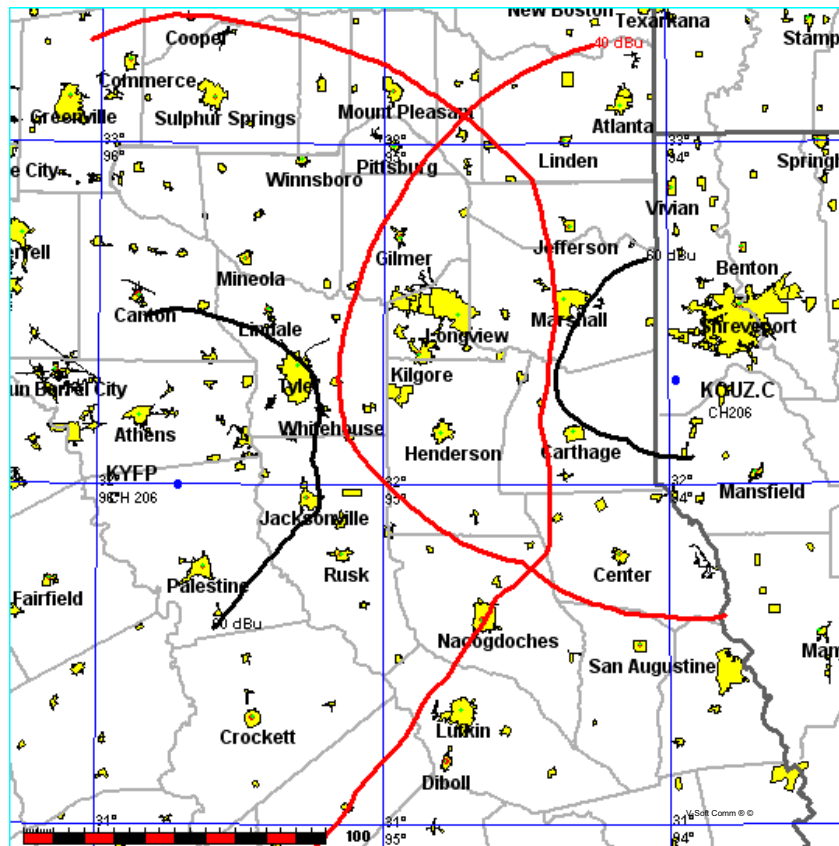 New Boston
Texarkana
Cooper
Stamp
40 dBu
Commerce
Greenville
Sulphur Springs
Mount Pleasant
Atlanta
33°
96°
33°
95°
33°
94°
Pittsburg
Linden
Springh
e City
Winnsboro
Vivian
rrell
Gilmer
Jefferson
60 dBu
Benton
Mineola
Canton
Lindale
Longview
Marshall
Shreveport
un Barrel City
Tyler
Kilgore
KOUZ.C
CH206
Athens
Whitehouse
Henderson
Carthage
KYFP
96°
CH 206
32°
95°
32°
94°
Mansfield
Jacksonville
Fairfield
Palestine
Rusk
Center
60 dBu
Nacogdoches
San Augustine
Man
Crockett
Lufkin
Diboll
V-Soft Comm ® ©
31°
31°
95°
31°
94°
100